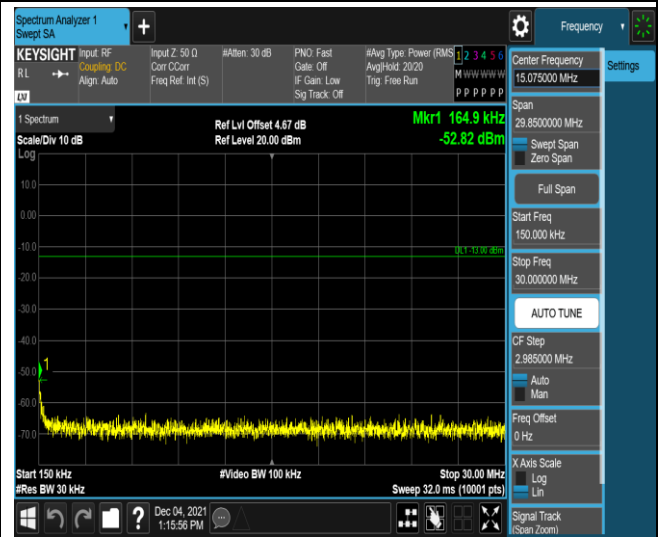 Spectrum Analyzer 1
Swept SA
+
Frequency
KEYSIGHT
RL
LXI
Input: RF
Coupling: DC
Align: Auto
Input Z: 50 Ω
Corr CCorr
Freq Ref: Int (S)
#Atten: 30 dB
PNO: Fast
Gate: Off
IF Gain: Low
Sig Track: Off
#Avg Type: Power (RMS
Avg|Hold: 20/20
Trig: Free Run
1 2 3 4 5 6
M W W W W W
P P P P P P
1 Spectrum
Scale/Div 10 dB
Ref Lvl Offset 4.67 dB
Ref Level 20.00 dBm
Mkr1 164.9 kHz
-52.82 dBm
Log
10.0
0.00
-10.0
DL1 -13.00 dBm
-20.0
-30.0
-40.0
1
-50.0
-60.0
-70.0
Start 150 kHz
#Video BW 100 kHz
Stop 30.00 MHz
#Res BW 30 kHz
Sweep 32.0 ms (10001 pts)
?
Dec 04, 2021
1:15:56 PM
Center Frequency
15.075000 MHz
Settings
Span
29.8500000 MHz
Swept Span
Zero Span
Full Span
Start Freq
150.000 kHz
Stop Freq
30.000000 MHz
AUTO TUNE
CF Step
2.985000 MHz
Auto
Man
Freq Offset
0 Hz
X Axis Scale
Log
Lin
Signal Track
(Span Zoom)